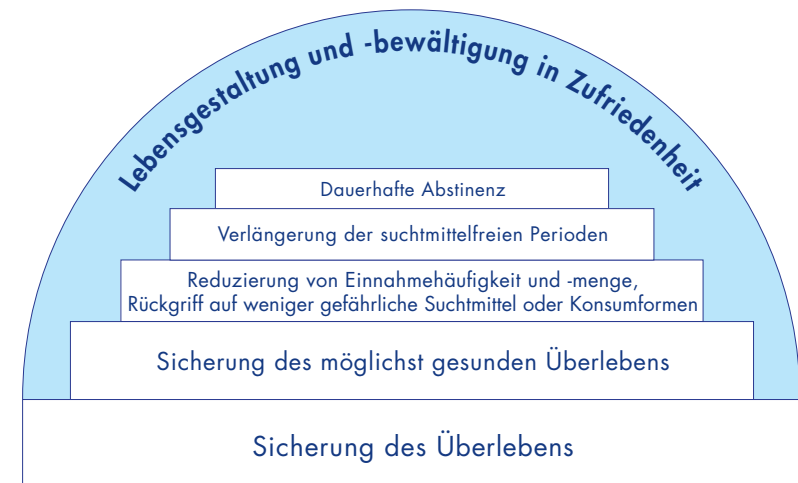 Lebensgestaltung und -bewältigung in Zufriedenheit
Dauerhafte Abstinenz
Verlängerung der suchtmittelfreien Perioden
Reduzierung von Einnahmehäufigkeit und -menge,
Rückgriff auf weniger gefährliche Suchtmittel oder Konsumformen
Sicherung des möglichst gesunden Überlebens
Sicherung des Überlebens